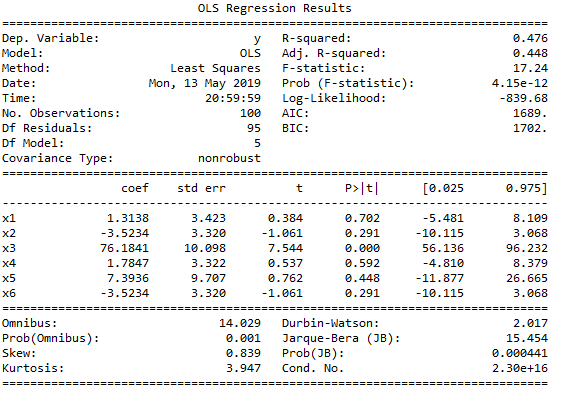 OLS Regression Results
==============================================================================
Dep. Variable: y R-squared: 0.476
Model: OLS Adj. R-squared: 0.448
Method: Least Squares F-statistic: 17.24
Date: Mon, 13 May 2019 Prob (F-statistic): 4.15e-12
Time: 20:59:59 Log-Likelihood: -839.68
No. Observations: 100 AIC: 1689.
Df Residuals: 95 BIC: 1702.
Df Model: 5
Covariance Type: nonrobust
==============================================================================
coef std err t P>|t| [0.025 0.975]
------------------------------------------------------------------------------
x1 1.3138 3.423 0.384 0.702 -5.481 8.109
x2 -3.5234 3.320 -1.061 0.291 -10.115 3.068
x3 76.1841 10.098 7.544 0.000 56.136 96.232
x4 1.7847 3.322 0.537 0.592 -4.810 8.379
x5 7.3936 9.707 0.762 0.448 -11.877 26.665
x6 -3.5234 3.320 -1.061 0.291 -10.115 3.068
==============================================================================
Omnibus: 14.029 Durbin-Watson: 2.017
Prob(Omnibus): 0.001 Jarque-Bera (JB): 15.454
Skew: 0.839 Prob(JB): 0.000441
Kurtosis: 3.947 Cond. No. 2.30e+16
==============================================================================